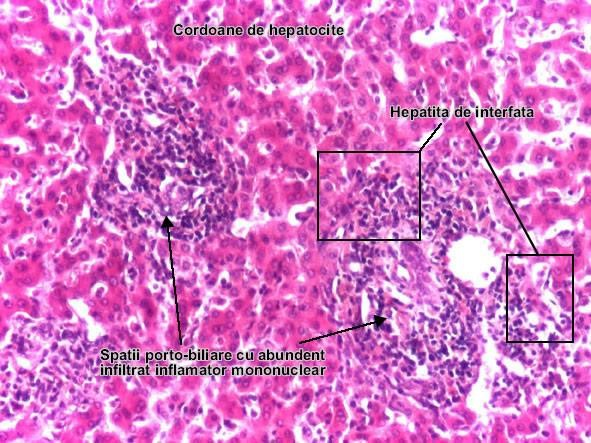 Cordoane de hepatocite
Hepatita de interfata
Spatii porto-biliare cu abundent
infiltrat inflamator mononuclear